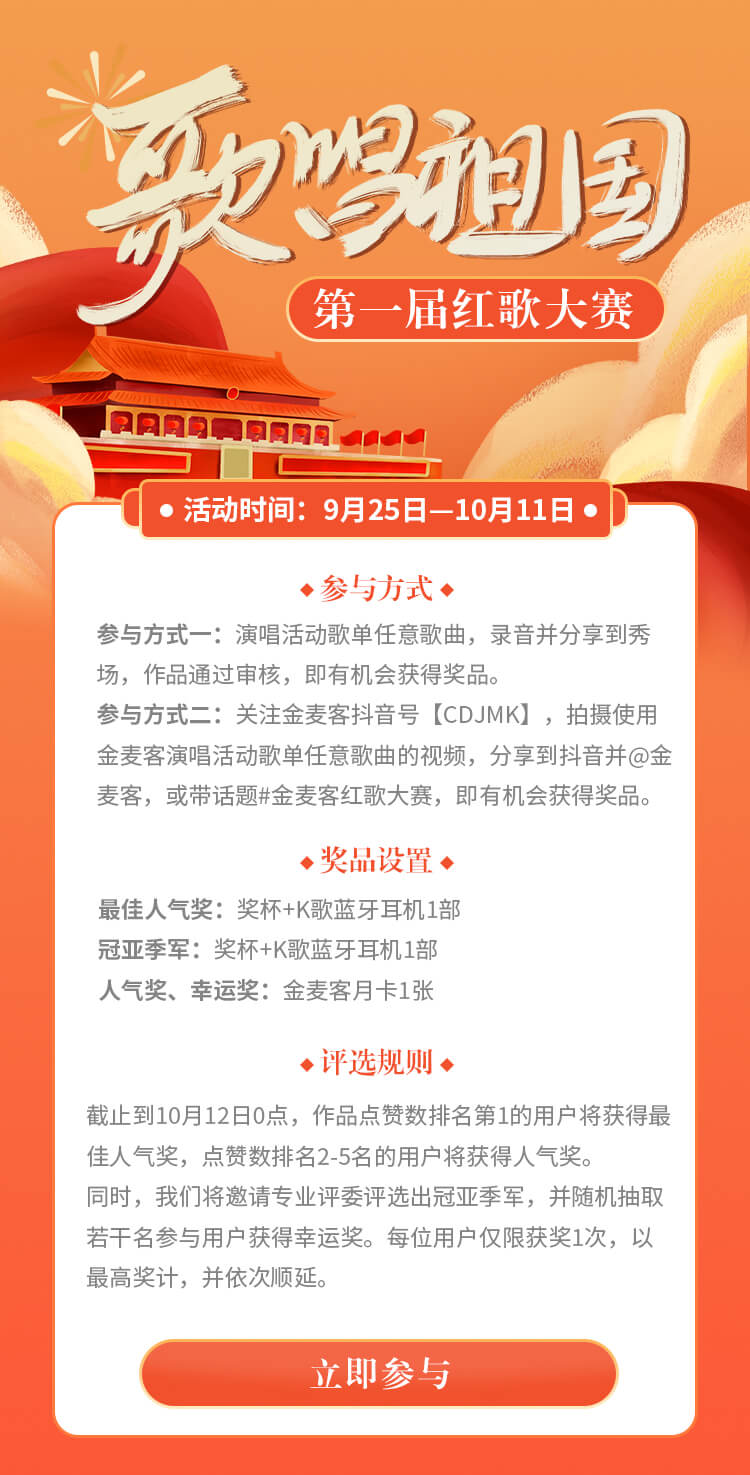 歌唱祖国
第一届红歌大赛
活动时间：9月25日—10月11日
参与方式
参与方式一：演唱活动歌单任意歌曲，录音并分享到秀
场，作品通过审核，即有机会获得奖品。
参与方式二：关注金麦客抖音号【CDJMK】，拍摄使用
金麦客演唱活动歌单任意歌曲的视频，分享到抖音并@金
麦客，或带话题#金麦客红歌大赛，即有机会获得奖品。
奖品设置
最佳人气奖：奖杯+K歌蓝牙耳机1部
冠亚季军：奖杯+K歌蓝牙耳机1部
人气奖、幸运奖：金麦客月卡1张
评选规则
截止到10月12日0点，作品点赞数排名第1的用户将获得最
佳人气奖，点赞数排名2-5名的用户将获得人气奖。
同时，我们将邀请专业评委评选出冠亚季军，并随机抽取
若干名参与用户获得幸运奖。每位用户仅限获奖1次，以
最高奖计，并依次顺延。
立即参与